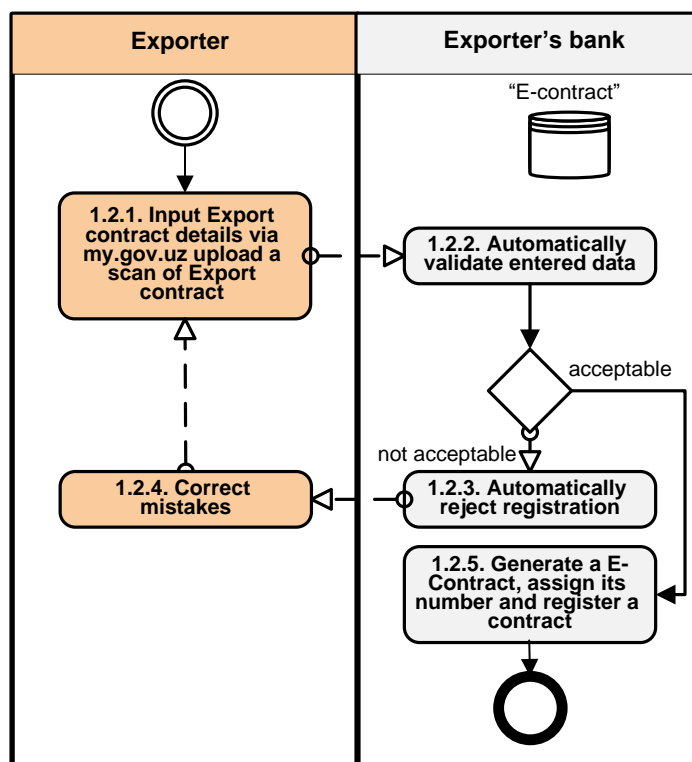 Exporter
Exporter’s bank
“E-contract”
1.2.1. Input Export
contract details via
my.gov.uz upload a
scan of Export
contract
1.2.2. Automatically
validate entered data
acceptable
not acceptable
1.2.4. Correct
mistakes
1.2.3. Automatically
reject registration
1.2.5. Generate a E-
Contract, assign its
number and register a
contract